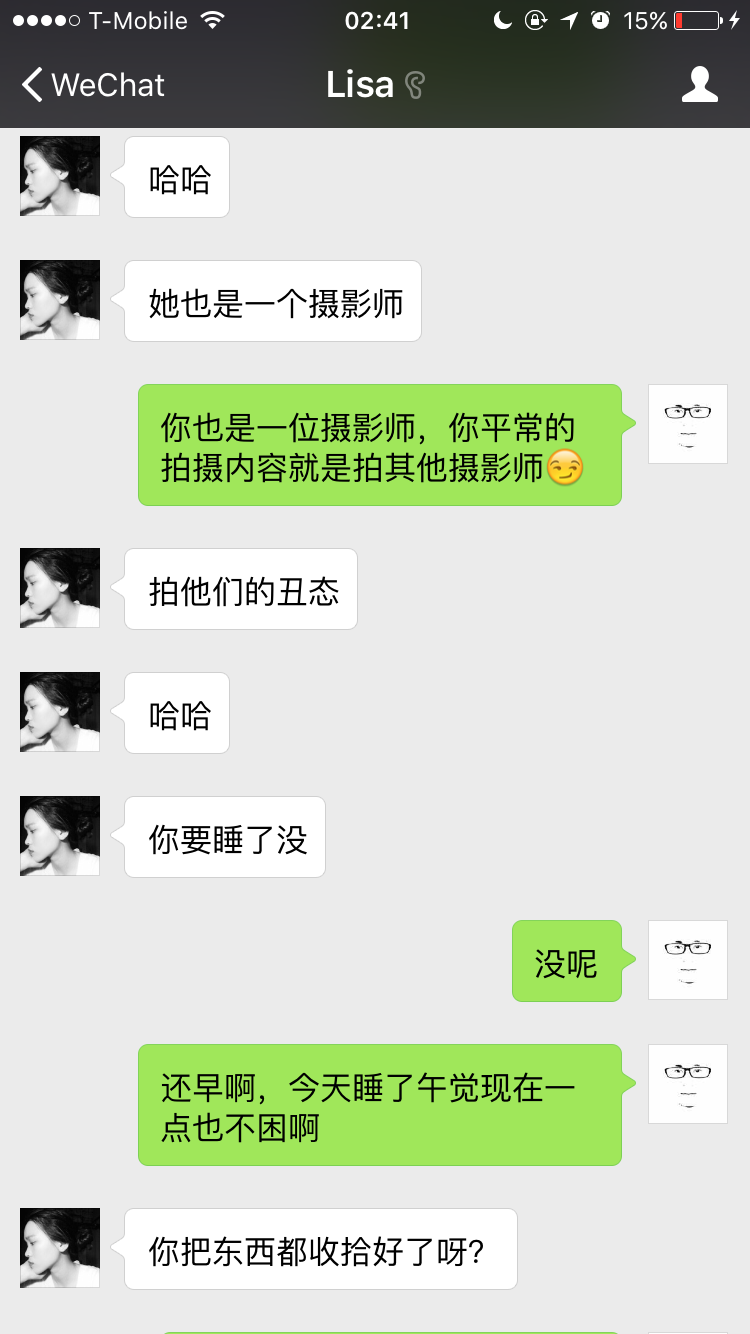 T-Mobile 02:41 15%
WeChat Lisa
哈哈
她也是一个摄影师
你也是一位摄影师，你平常的
拍摄内容就是拍其他摄影师😏
拍他们的丑态
哈哈
你要睡了没
没呢
还早啊，今天睡了午觉现在一
点也不困啊
你把东西都收拾好了呀？